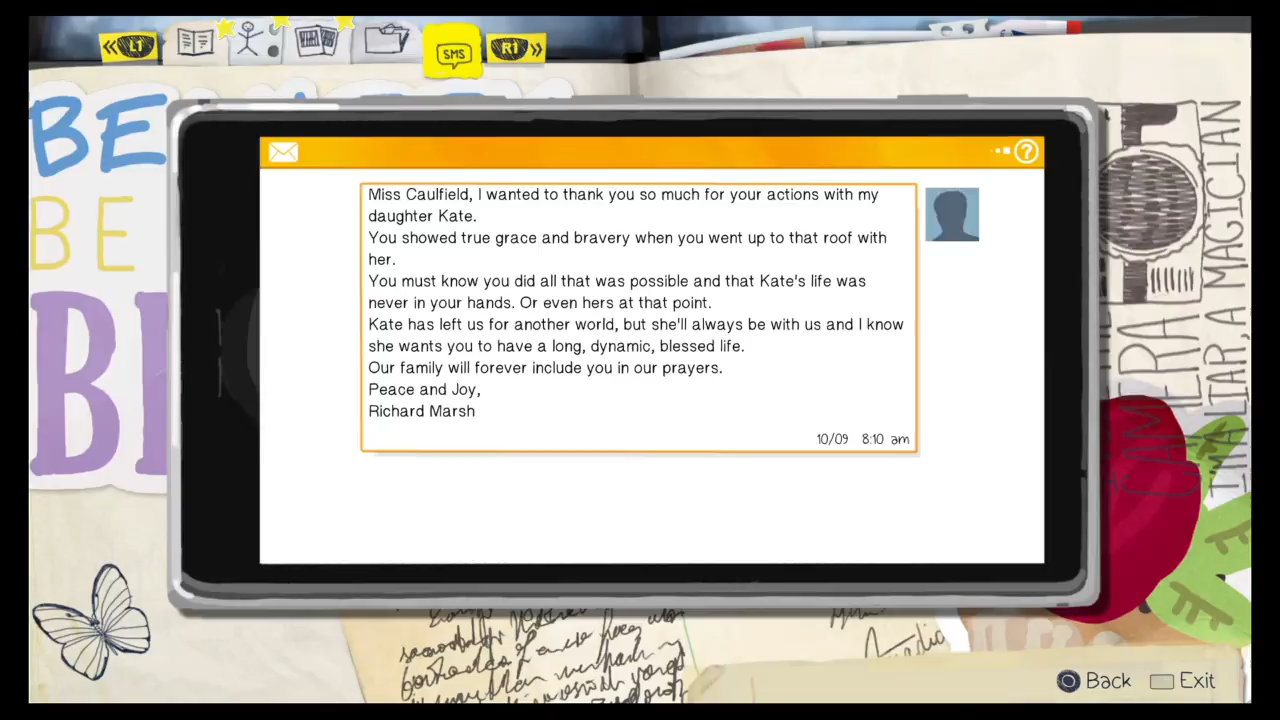 L1
SMS
R1
BE
BE
B
?
Miss Caulfield, I wanted to thank you so much for your actions with my
daughter Kate.
You showed true grace and bravery when you went up to that roof with
her.
You must know you did all that was possible and that Kate's life was
never in your hands. Or even hers at that point.
Kate has left us for another world, but she'll always be with us and I know
she wants you to have a long, dynamic, blessed life.
Our family will forever include you in our prayers.
Peace and Joy,
Richard Marsh
10/09 8:10 am
I'M A LIAR, A MAGICIAN
Back
Exit